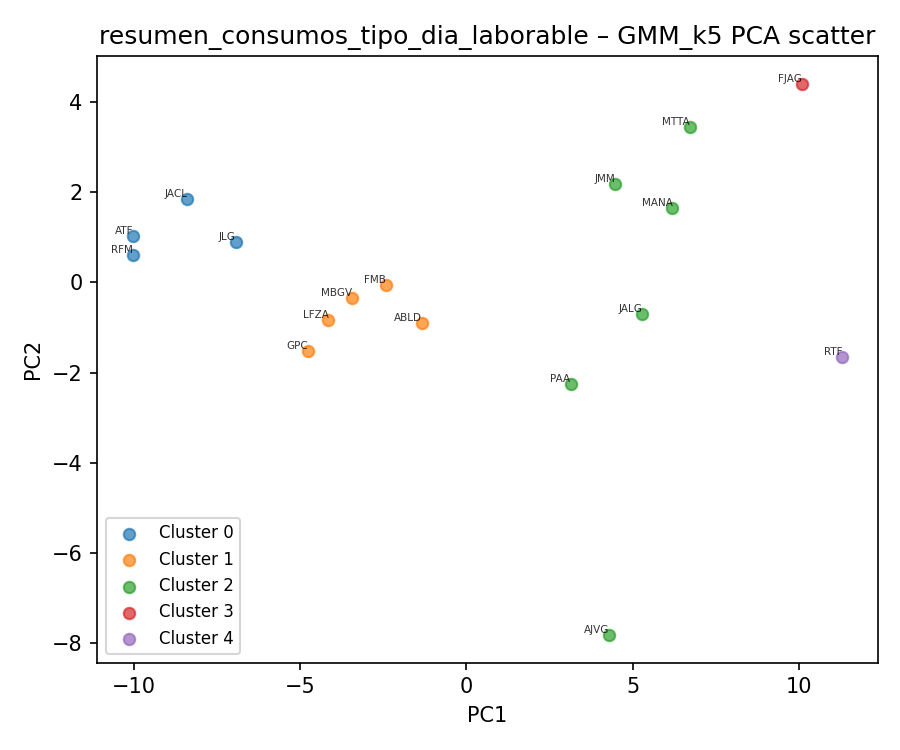 resumen_consumos_tipo_dia_laborable – GMM_k5 PCA scatter
FJAG
MTTA
JMM
MANA
JACL
ATF
RFM
JLG
FMB
MBGV
LFZA
ABLD
GPC
JALG
RTF
PAA
AJVG
4
2
0
−2
−4
−6
−8
PC2
Cluster 0
Cluster 1
Cluster 2
Cluster 3
Cluster 4
−10
−5
0
5
10
PC1